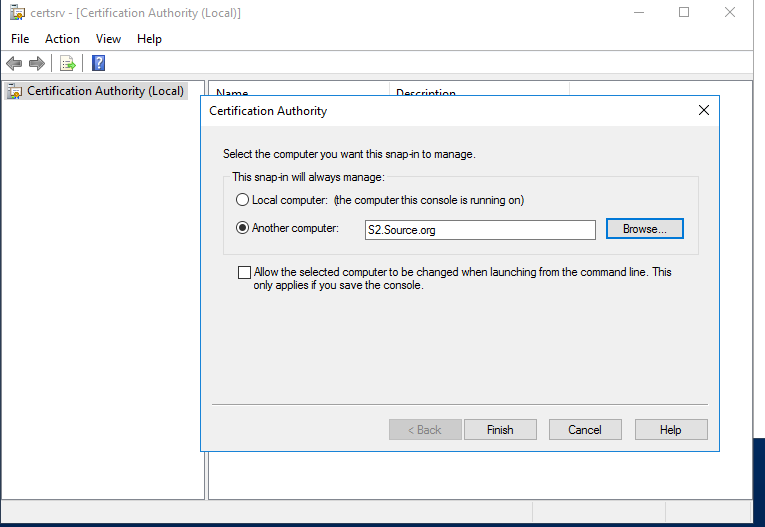 certsrv - [Certification Authority (Local)]
File Action View Help
Certification Authority (Local)
Name Description
Certification Authority
Select the computer you want this snap-in to manage.
This snap-in will always manage:
Local computer: (the computer this console is running on)
Another computer: S2.Source.org Browse...
Allow the selected computer to be changed when launching from the command line. This
only applies if you save the console.
< Back Finish Cancel Help